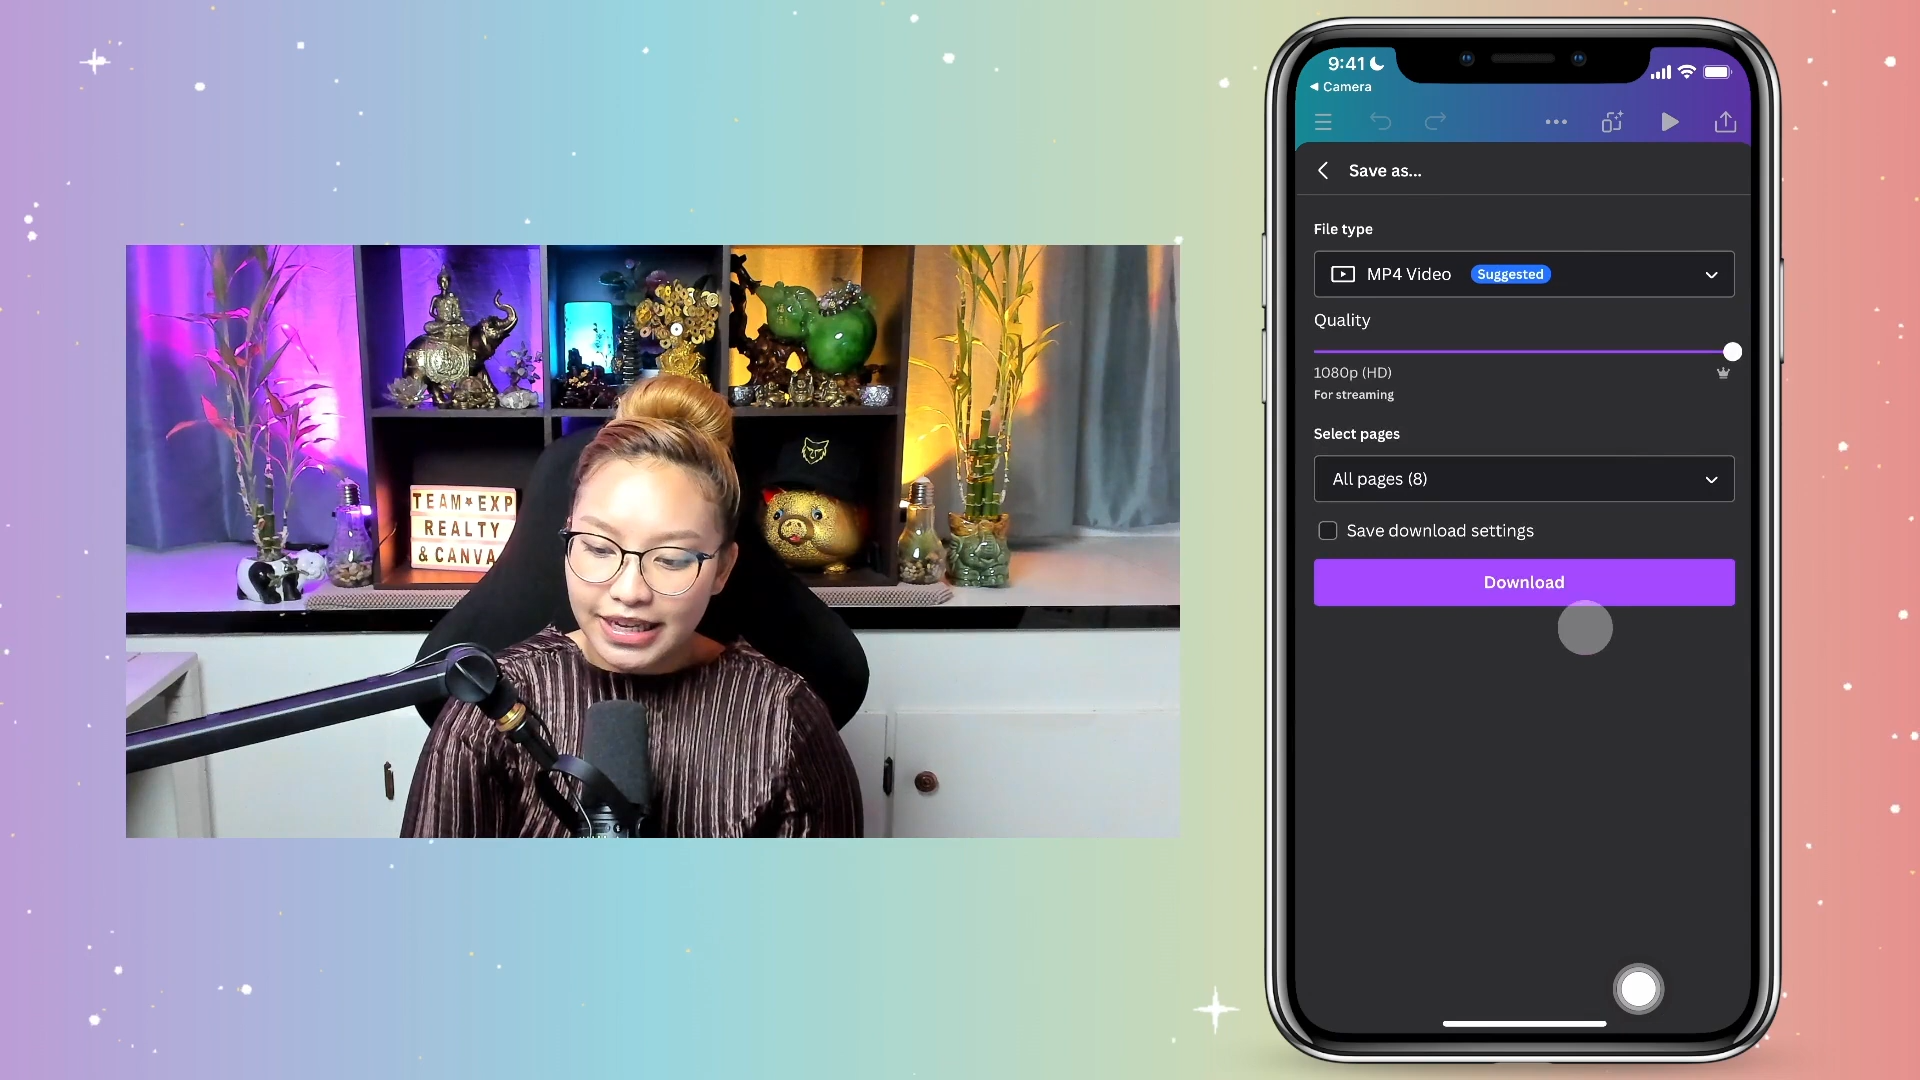 TEAM★EXP
REALTY
& CANVA
9:41
◀ Camera
Save as...
File type
MP4 Video Suggested
Quality
1080p (HD)
For streaming
Select pages
All pages (8)
Save download settings
Download